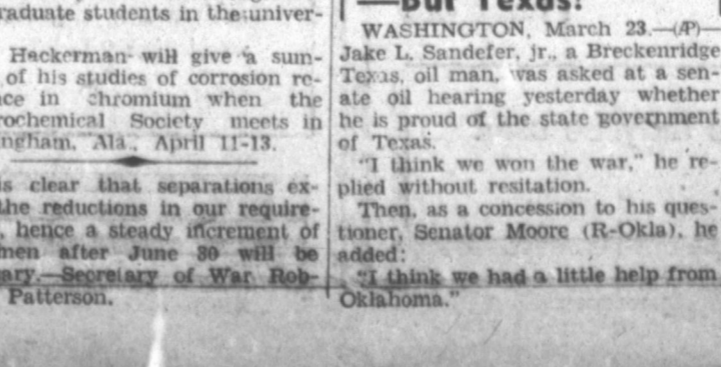 raduate students in the univer-
Hackerman will give a sum-
of his studies of corrosion re-
ce in chromium when the
rochemical Society meets in
ngham, Ala., April 11-13.
s clear that separations ex-
the reductions in our require-
, hence a steady increment of
men after June 30 will be
ary.—Secretary of War Rob-
Patterson.
—But Texas!
WASHINGTON, March 23.—(AP)—
Jake L. Sandefer, jr., a Breckenridge
Texas, oil man, was asked at a sen-
ate oil hearing yesterday whether
he is proud of the state government
of Texas.
"I think we won the war," he re-
plied without resitation.
Then, as a concession to his ques-
tioner, Senator Moore (R-Okla), he
added:
"I think we had a little help from
Oklahoma."